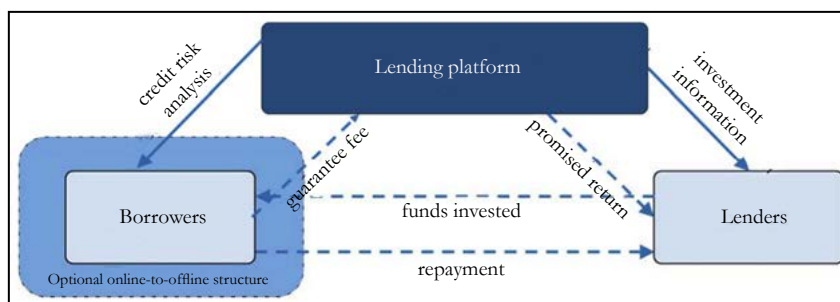 Lending platform
credit risk
analysis
investment
information
guarantee fee
promised return
Borrowers
funds invested
Lenders
repayment
Optional online-to-offline structure